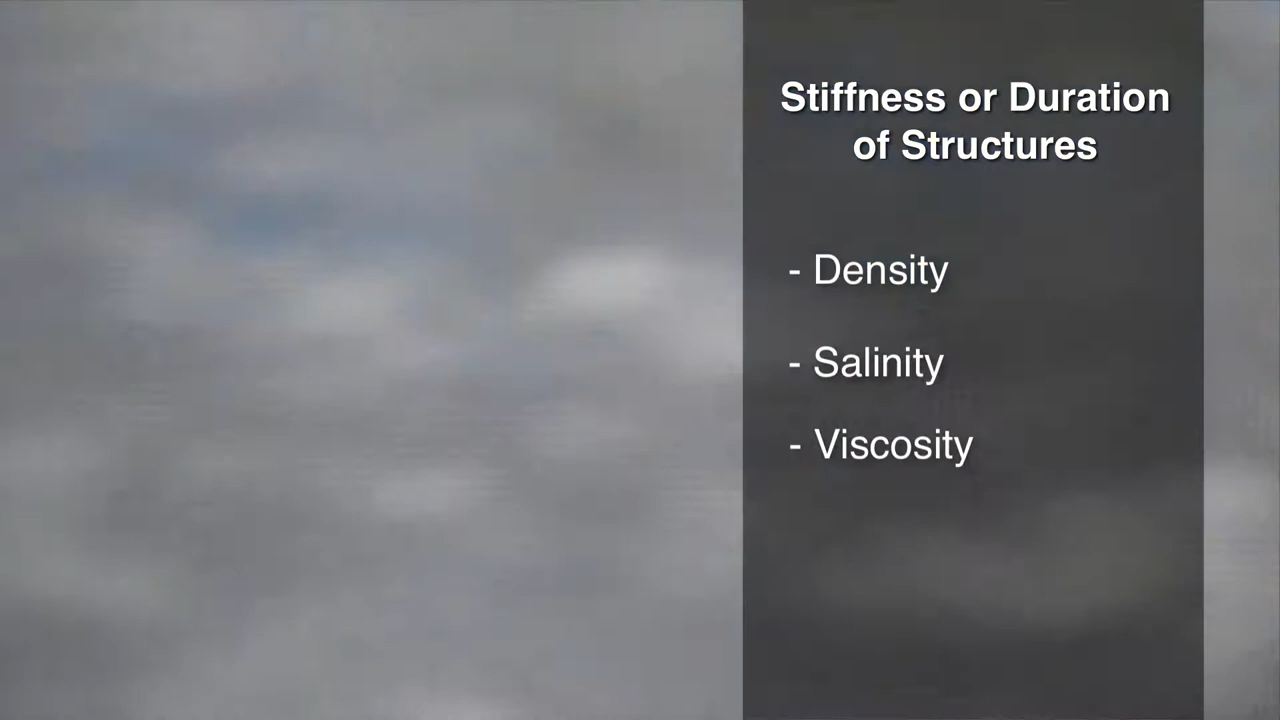 Stiffness or Duration
of Structures
- Density
- Salinity
- Viscosity